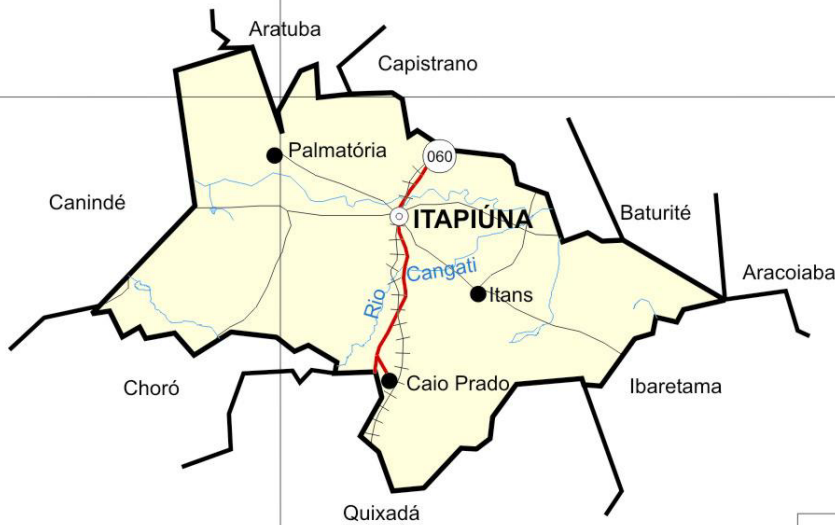 Aratuba
Capistrano
Palmatória
060
Canindé
ITAPIÚNA
Baturité
Rio Cangati
Aracoiaba
Itans
Choró
Caio Prado
Ibaretama
Quixadá